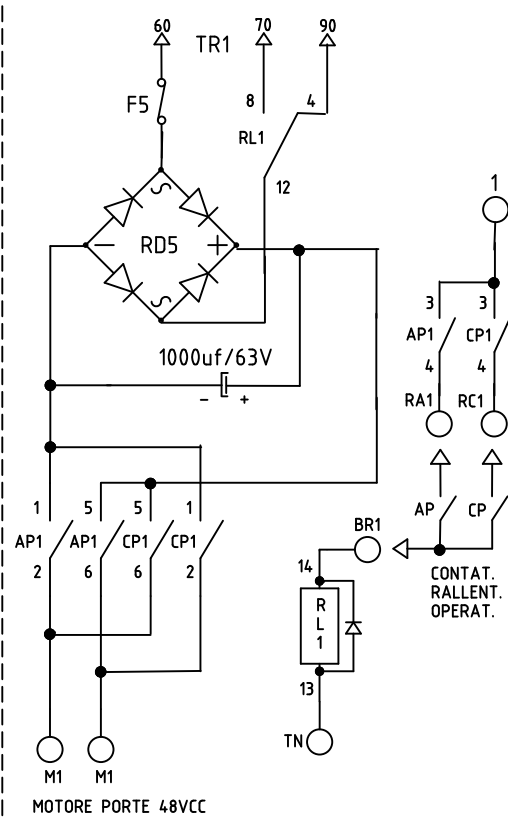 60 TR1 70 90
F5
8 4
RL1
12
RD5
1
3 3
AP1 CP1
4 4
1000uf/63V
- +
RA1 RC1
1 5 5 1
AP1 AP1 CP1 CP1
2 6 6 2
AP CP
BR1
14
CONTAT.
RALLENT.
OPERAT.
R
L
1
13
TN
M1 M1
MOTORE PORTE 48VCC